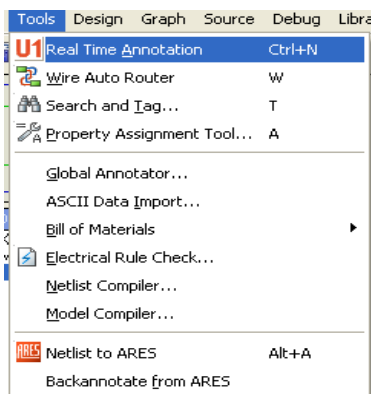 Tools Design Graph Source Debug Libra
U1 Real Time Annotation Ctrl+N
Wire Auto Router W
Search and Tag... T
Property Assignment Tool... A
Global Annotator...
ASCII Data Import...
Bill of Materials
Electrical Rule Check...
Netlist Compiler...
Model Compiler...
ARES Netlist to ARES Alt+A
Backannotate from ARES